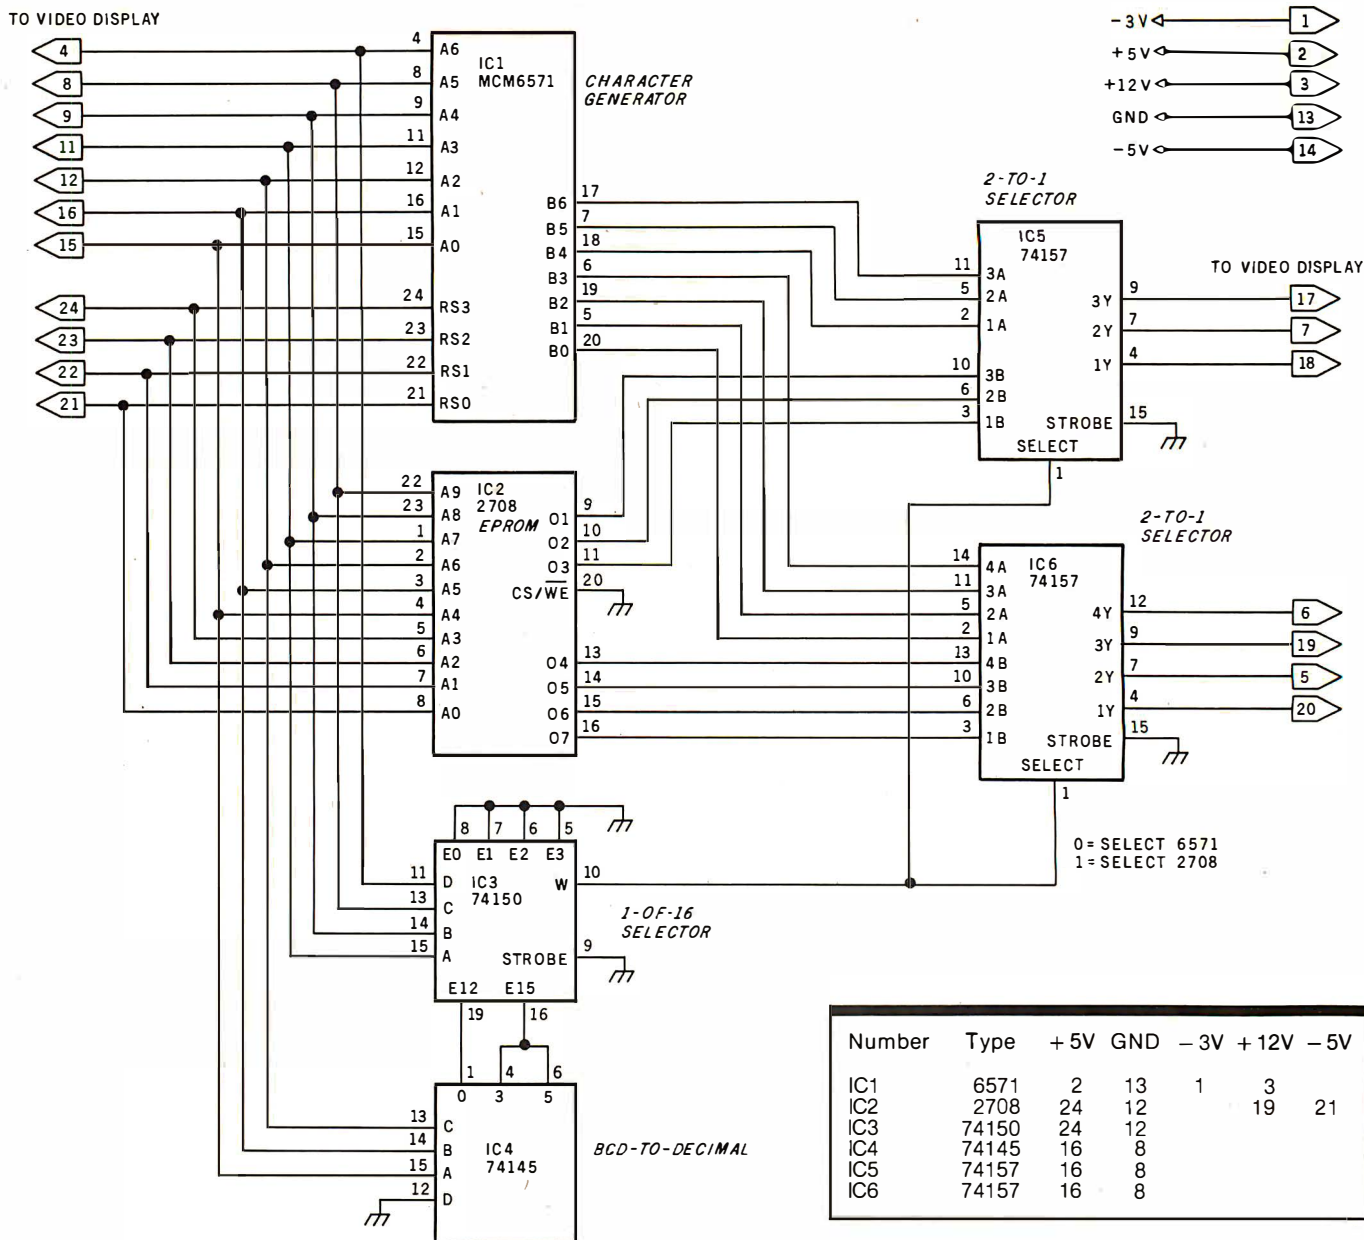 TO VIDEO DISPLAY
4
8
9
11
12
16
15
24
23
22
21
4 A6
8 A5
9 A4
11 A3
12 A2
16 A1
15 A0
24 RS3
23 RS2
22 RS1
21 RS0
IC1
MCM6571
CHARACTER
GENERATOR
B6 17
B5 7
B4 18
B3 6
B2 19
B1 5
B0 20
-3V 1
+5V 2
+12V 3
GND 13
-5V 14
2-TO-1
SELECTOR
IC5
74157
11 3A
5 2A
2 1A
10 3B
6 2B
3 1B
3Y 9
2Y 7
1Y 4
STROBE 15
SELECT
1
TO VIDEO DISPLAY
17
7
18
22 A9
23 A8
1 A7
2 A6
3 A5
4 A4
5 A3
6 A2
7 A1
8 A0
IC2
2708
EPROM
O1 9
O2 10
O3 11
CS/WE 20
O4 13
O5 14
O6 15
O7 16
2-TO-1
SELECTOR
IC6
74157
14 4A
11 3A
5 2A
2 1A
13 4B
10 3B
6 2B
3 1B
4Y 12
3Y 9
2Y 7
1Y 4
STROBE 15
SELECT
1
6
19
5
20
0=SELECT 6571
1=SELECT 2708
8 7 6 5
E0 E1 E2 E3
11 D
13 C
14 B
15 A
IC3
74150
W 10
STROBE 9
E12 E15
19 16
1-OF-16
SELECTOR
1 4 6
0 3 5
13 C
14 B
15 A
12 D
IC4
74145
BCD-TO-DECIMAL
Number Type +5V GND -3V +12V -5V
IC1 6571 2 13 1 3
IC2 2708 24 12 19 21
IC3 74150 24 12
IC4 74145 16 8
IC5 74157 16 8
IC6 74157 16 8